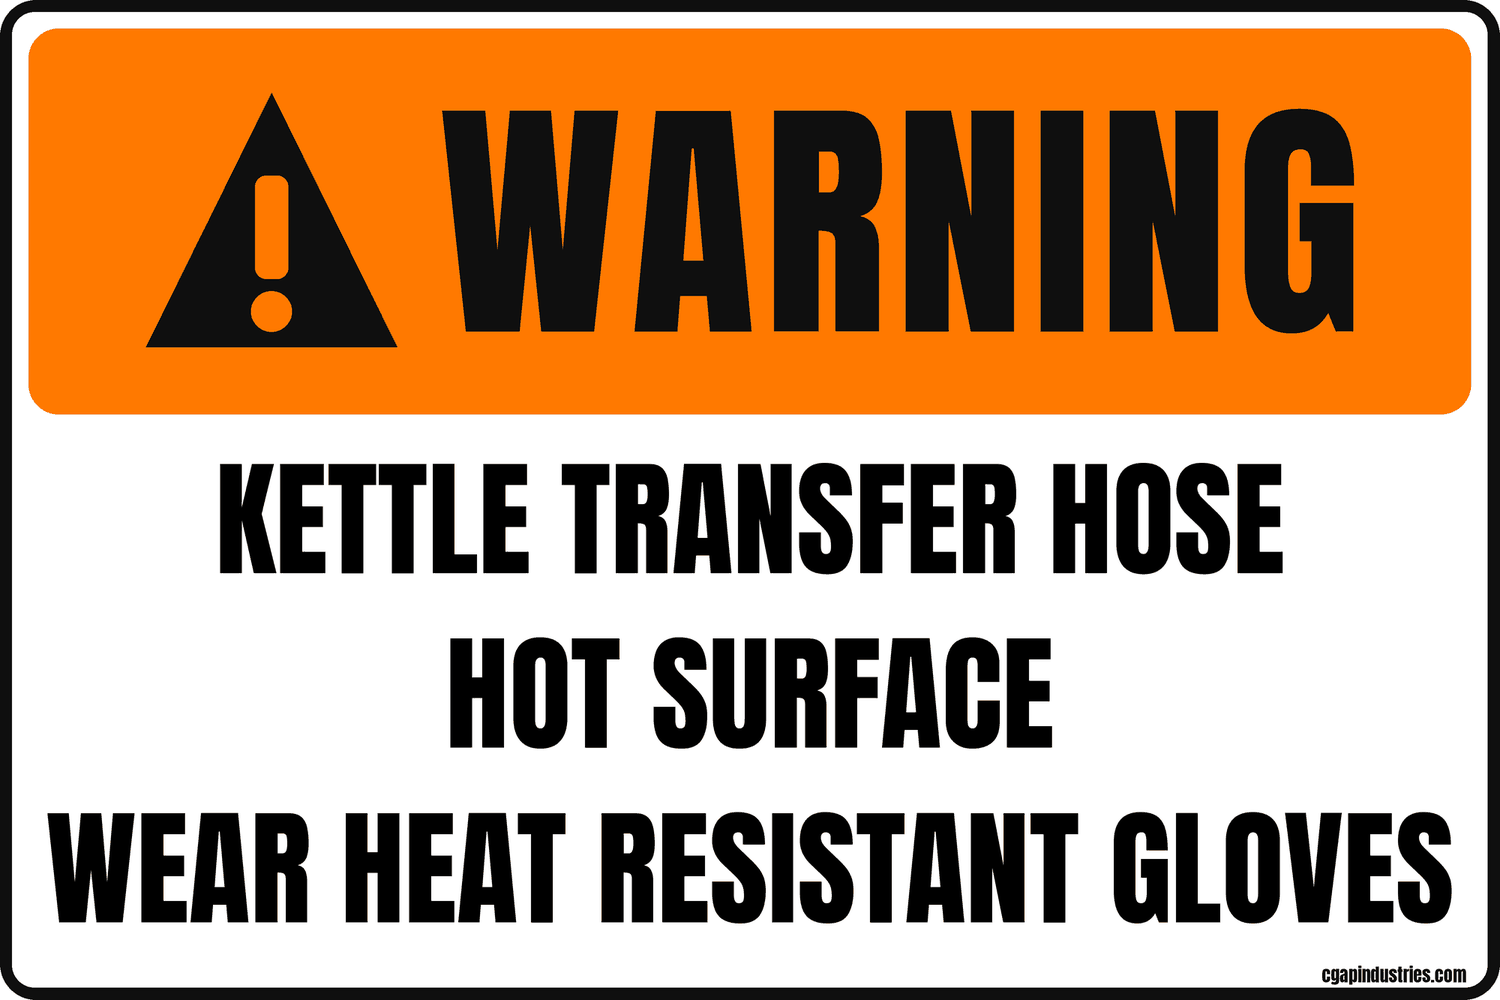 WARNING
KETTLE TRANSFER HOSE
HOT SURFACE
WEAR HEAT RESISTANT GLOVES
cgapindustries.com